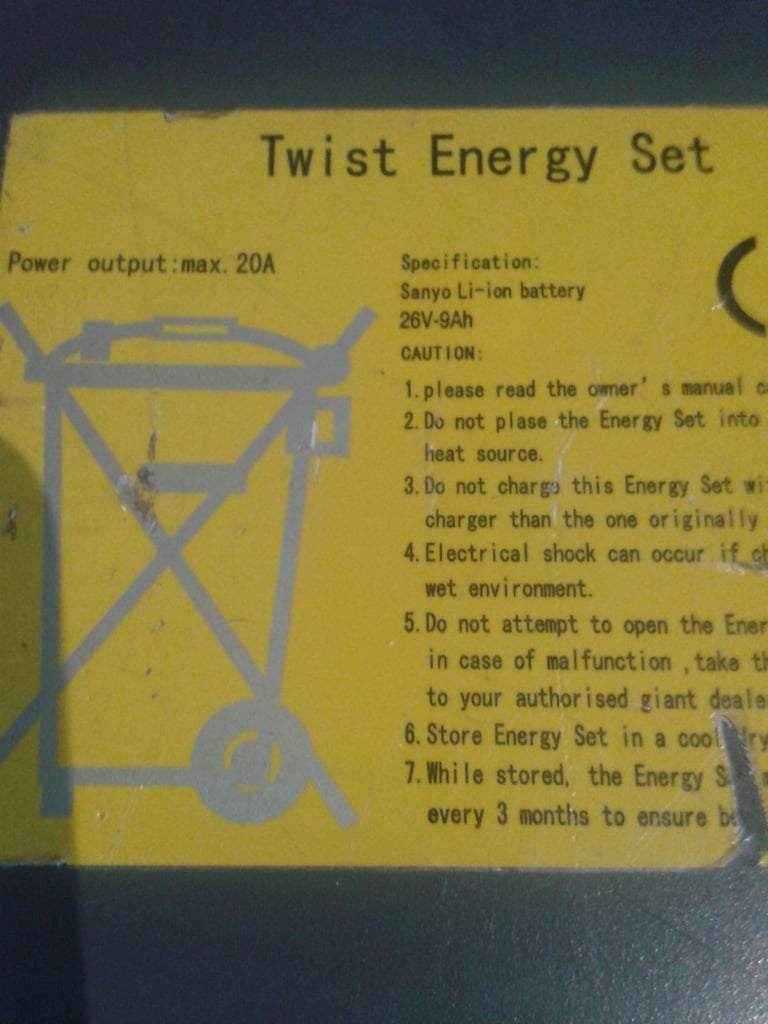 Twist Energy Set
Power output:max. 20A
Specification:
Sanyo Li-ion battery
26V-9Ah
CAUTION:
1. please read the owner's manual
2. Do not plase the Energy Set into
heat source.
3. Do not charge this Energy Set
charger than the one originally
4. Electrical shock can occur if
wet environment.
5. Do not attempt to open the
in case of malfunction ,take
to your authorised giant
6. Store Energy Set in a cool
7. While stored, the Energy
every 3 months to ensure